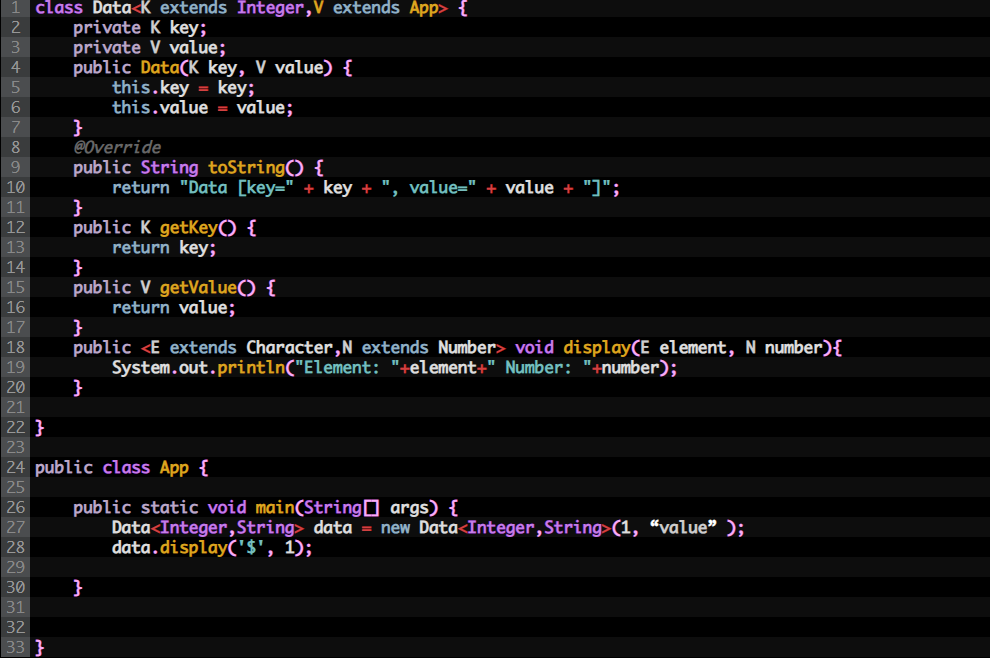 1 class Data<K extends Integer,V extends App> {
2     private K key;
3     private V value;
4     public Data(K key, V value) {
5         this.key = key;
6         this.value = value;
7     }
8     @Override
9     public String toString() {
10         return "Data [key=" + key + ", value=" + value + "]";
11     }
12     public K getKey() {
13         return key;
14     }
15     public V getValue() {
16         return value;
17     }
18     public <E extends Character,N extends Number> void display(E element, N number){
19         System.out.println("Element: "+element+" Number: "+number);
20     }
21
22 }
23
24 public class App {
25
26     public static void main(String[] args) {
27         Data<Integer,String> data = new Data<Integer,String>(1, “value” );
28         data.display('$', 1);
29
30     }
31
32
33 }